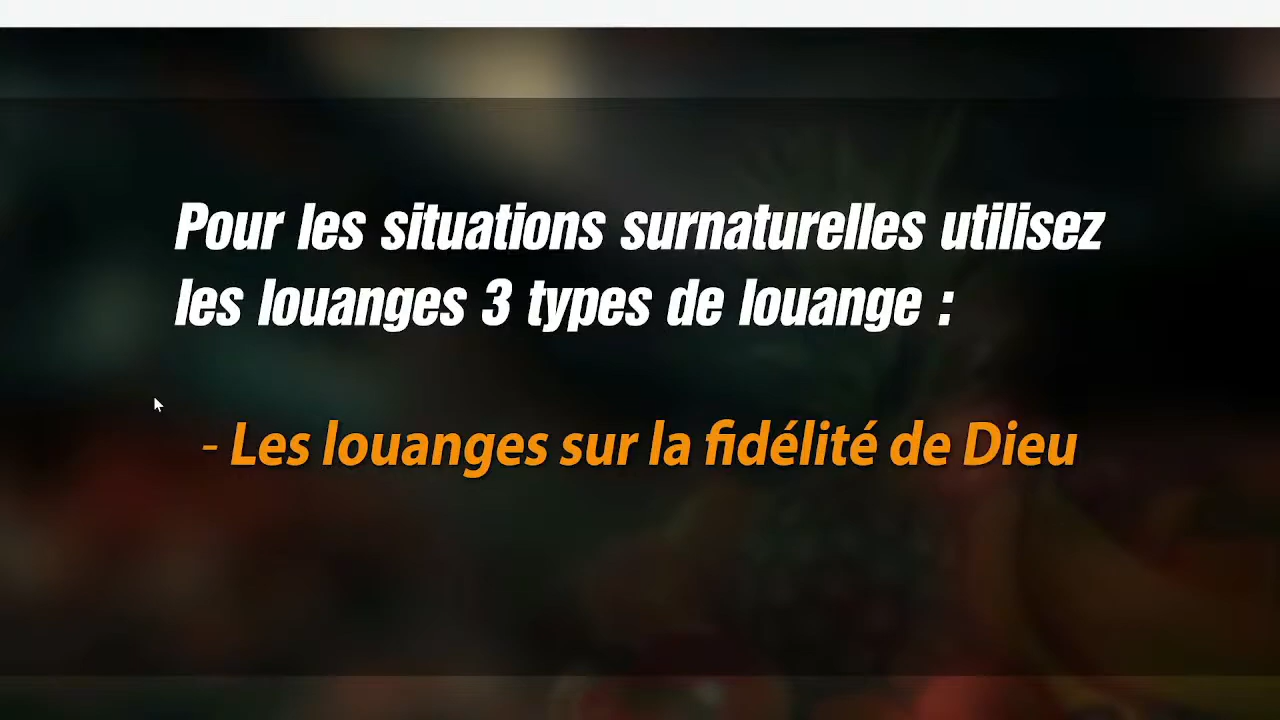 Pour les situations surnaturelles utilisez
les louanges 3 types de louange :
- Les louanges sur la fidélité de Dieu